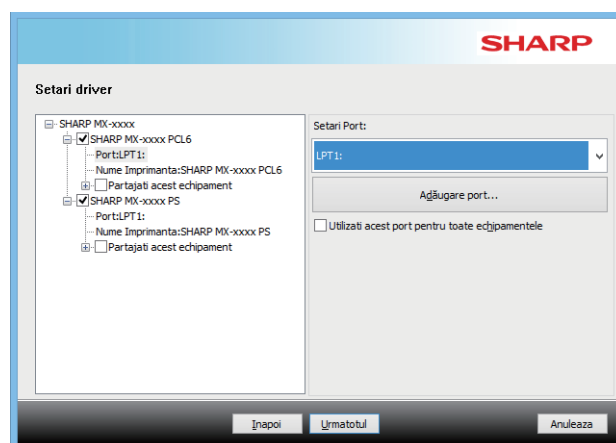 SHARP
Setari driver
SHARP MX-xxxx
SHARP MX-xxxx PCL6
Port:LPT1:
Nume Imprimanta:SHARP MX-xxxx PCL6
Partajati acest echipament
SHARP MX-xxxx PS
Port:LPT1:
Nume Imprimanta:SHARP MX-xxxx PS
Partajati acest echipament
Setari Port:
LPT1:
Adăugare port...
Utilizati acest port pentru toate echipamentele
Inapoi
Urmatotul
Anuleaza